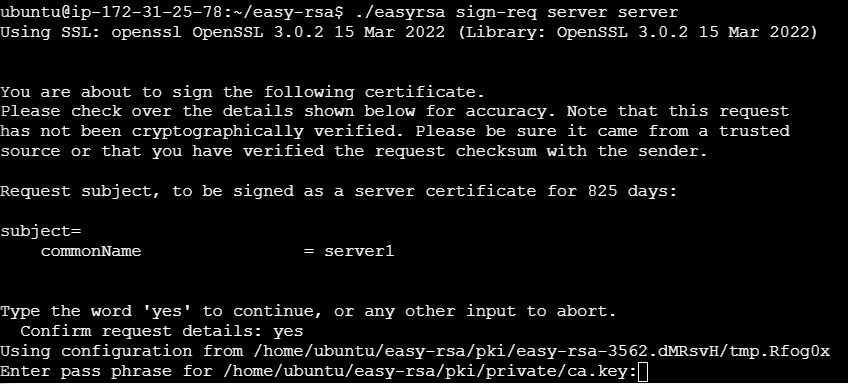 ubuntu@ip-172-31-25-78:~/easy-rsa$ ./easyrsa sign-req server server
Using SSL: openssl OpenSSL 3.0.2 15 Mar 2022 (Library: OpenSSL 3.0.2 15 Mar 2022)
You are about to sign the following certificate.
Please check over the details shown below for accuracy. Note that this request
has not been cryptographically verified. Please be sure it came from a trusted
source or that you have verified the request checksum with the sender.
Request subject, to be signed as a server certificate for 825 days:
subject=
    commonName                = server1
Type the word 'yes' to continue, or any other input to abort.
  Confirm request details: yes
Using configuration from /home/ubuntu/easy-rsa/pki/easy-rsa-3562.dMRsvH/tmp.Rfog0x
Enter pass phrase for /home/ubuntu/easy-rsa/pki/private/ca.key: